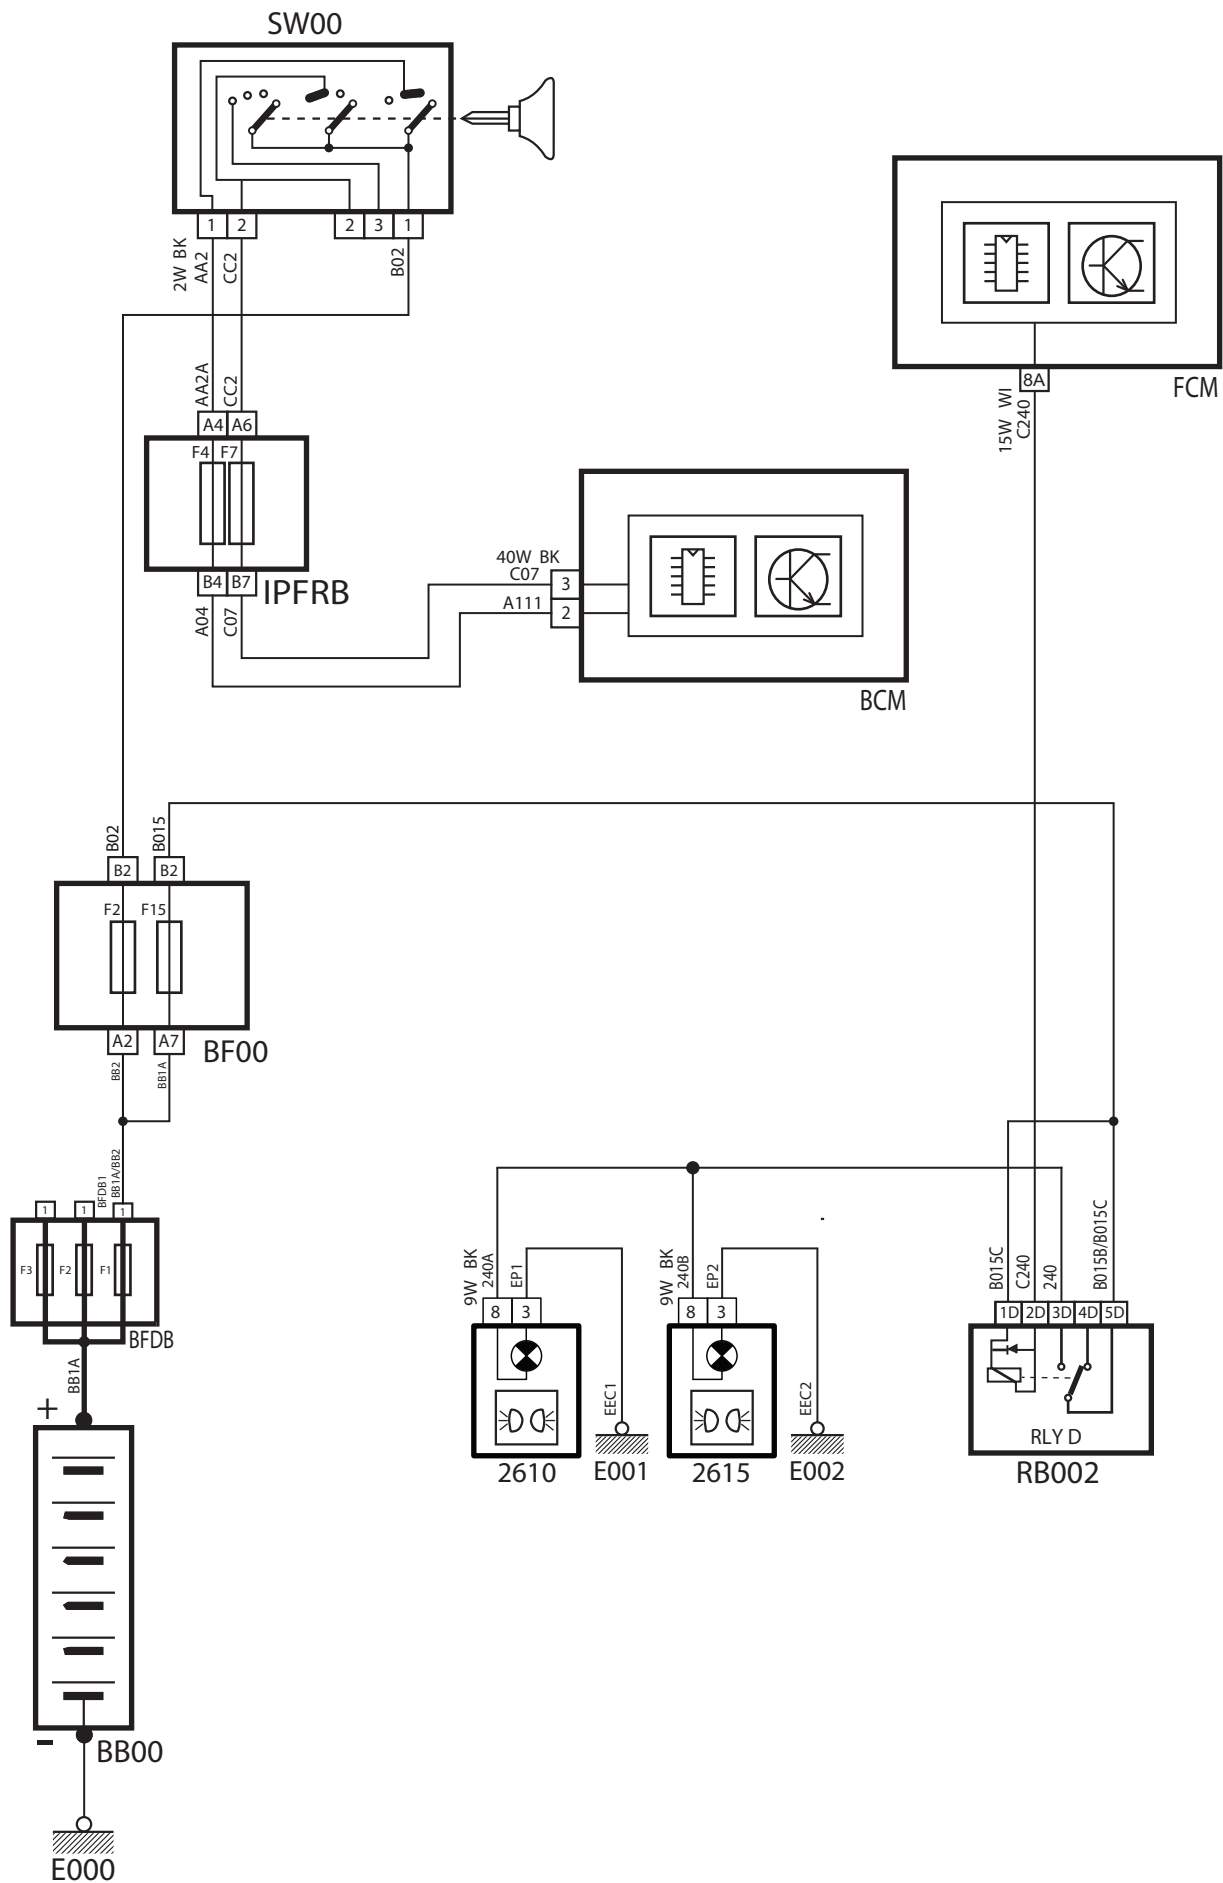 SW00
1 2 2 3 1
2W BK
AA2
CC2
B02
8A
FCM
15W WI
C240
AA2A
CC2
A4 A6
F4 F7
B4 B7
IPFRB
A04
C07
40W BK
C07
3
A111
2
BCM
B02
B015
B2 B2
F2 F15
A2 A7
BF00
BB2
BB1A
BFDB1
BB1A/BB2
1 1 1
F3 F2 F1
BFDB
BB1A
+
9W BK
240A
EP1
8 3
EEC1
2610
E001
9W BK
240B
EP2
8 3
EEC2
2615
E002
B015C
C240
240
B015B/B015C
1D 2D 3D 4D 5D
RLY D
RB002
-
BB00
E000